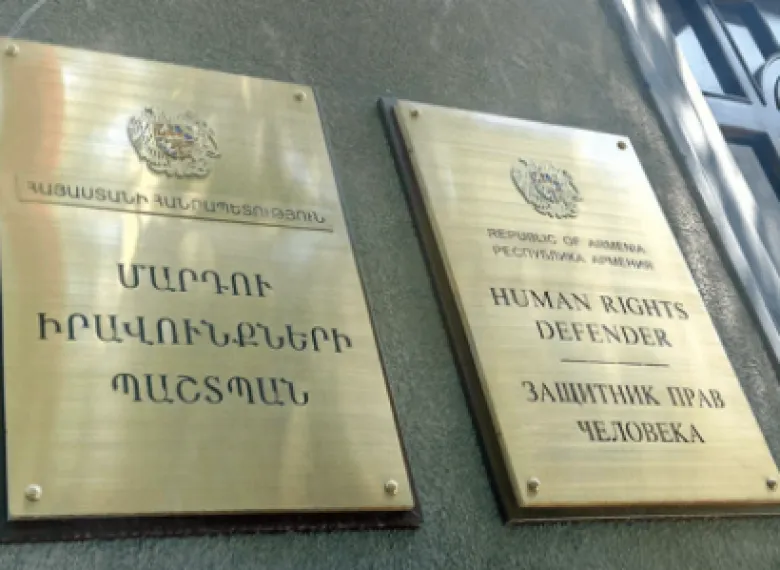 ՀԱՅԱՍՏԱՆԻ ՀԱՆՐԱՊԵՏՈՒԹՅՈՒՆ
ՄԱՐԴՈՒ
ԻՐԱՎՈՒՆՔՆԵՐԻ
ՊԱՇՏՊԱՆ
REPUBLIC OF ARMENIA
РЕСПУБЛИКА АРМЕНИЯ
HUMAN RIGHTS
DEFENDER
ЗАЩИТНИК ПРАВ
ЧЕЛОВЕКА